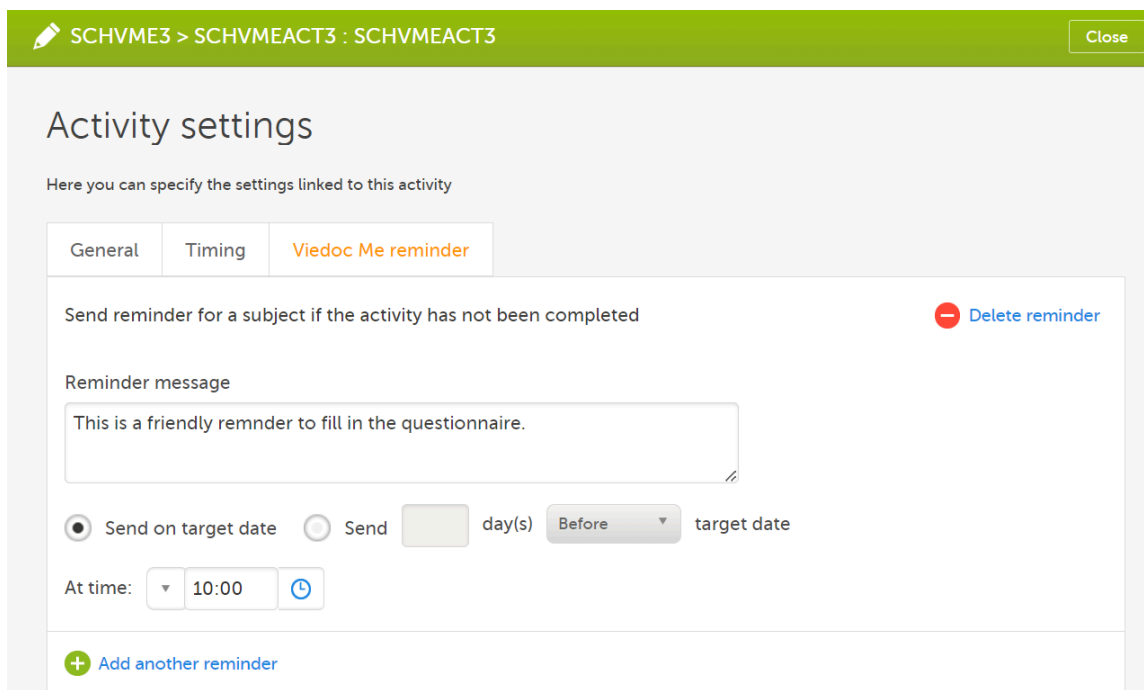 SCHVME3 > SCHVMEACT3 : SCHVMEACT3 Close
Activity settings
Here you can specify the settings linked to this activity
General Timing Viedoc Me reminder
Send reminder for a subject if the activity has not been completed Delete reminder
Reminder message
This is a friendly remnder to fill in the questionnaire.
Send on target date Send day(s) Before target date
At time: 10:00
Add another reminder